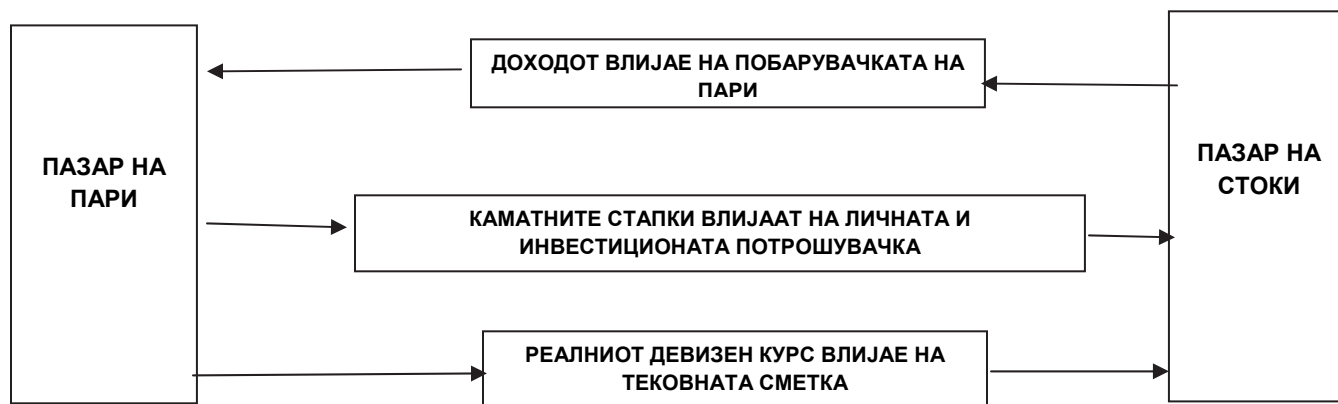 ДОХОДОТ ВЛИЈАЕ НА ПОБАРУВАЧКАТА НА
ПАРИ
ПАЗАР НА
ПАРИ
ПАЗАР НА
СТОКИ
КАМАТНИТЕ СТАПКИ ВЛИЈААТ НА ЛИЧНАТА И
ИНВЕСТИЦИОНАТА ПОТРОШУВАЧКА
РЕАЛНИОТ ДЕВИЗЕН КУРС ВЛИЈАЕ НА
ТЕКОВНАТА СМЕТКА